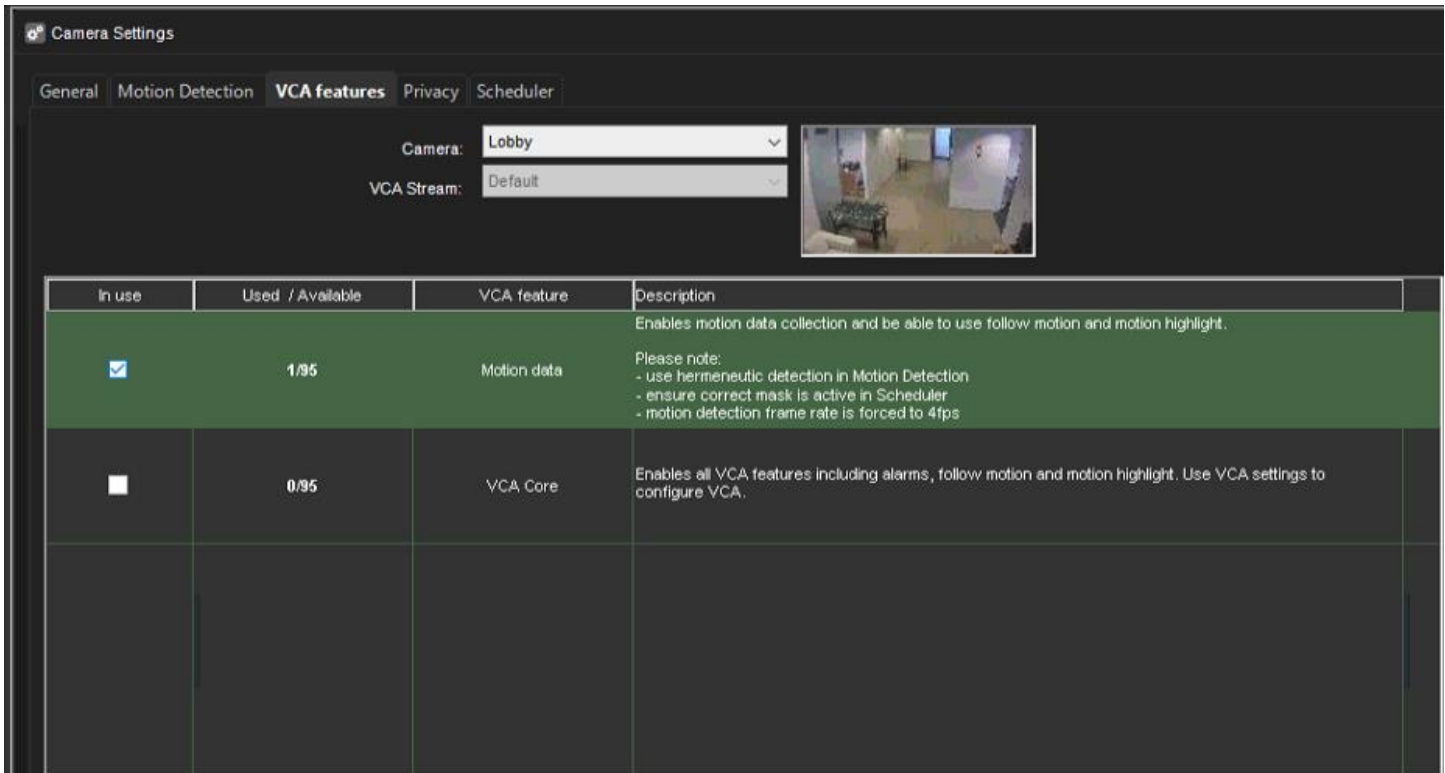 Camera Settings
General Motion Detection VCA features Privacy Scheduler
Camera: Lobby
VCA Stream: Default
In use Used / Available VCA feature Description
Enables motion data collection and be able to use follow motion and motion highlight.
Please note:
1/95 Motion data
- use hermeneutic detection in Motion Detection
- ensure correct mask is active in Scheduler
- motion detection frame rate is forced to 4fps
0/95 VCA Core
Enables all VCA features including alarms, follow motion and motion highlight. Use VCA settings to
configure VCA.